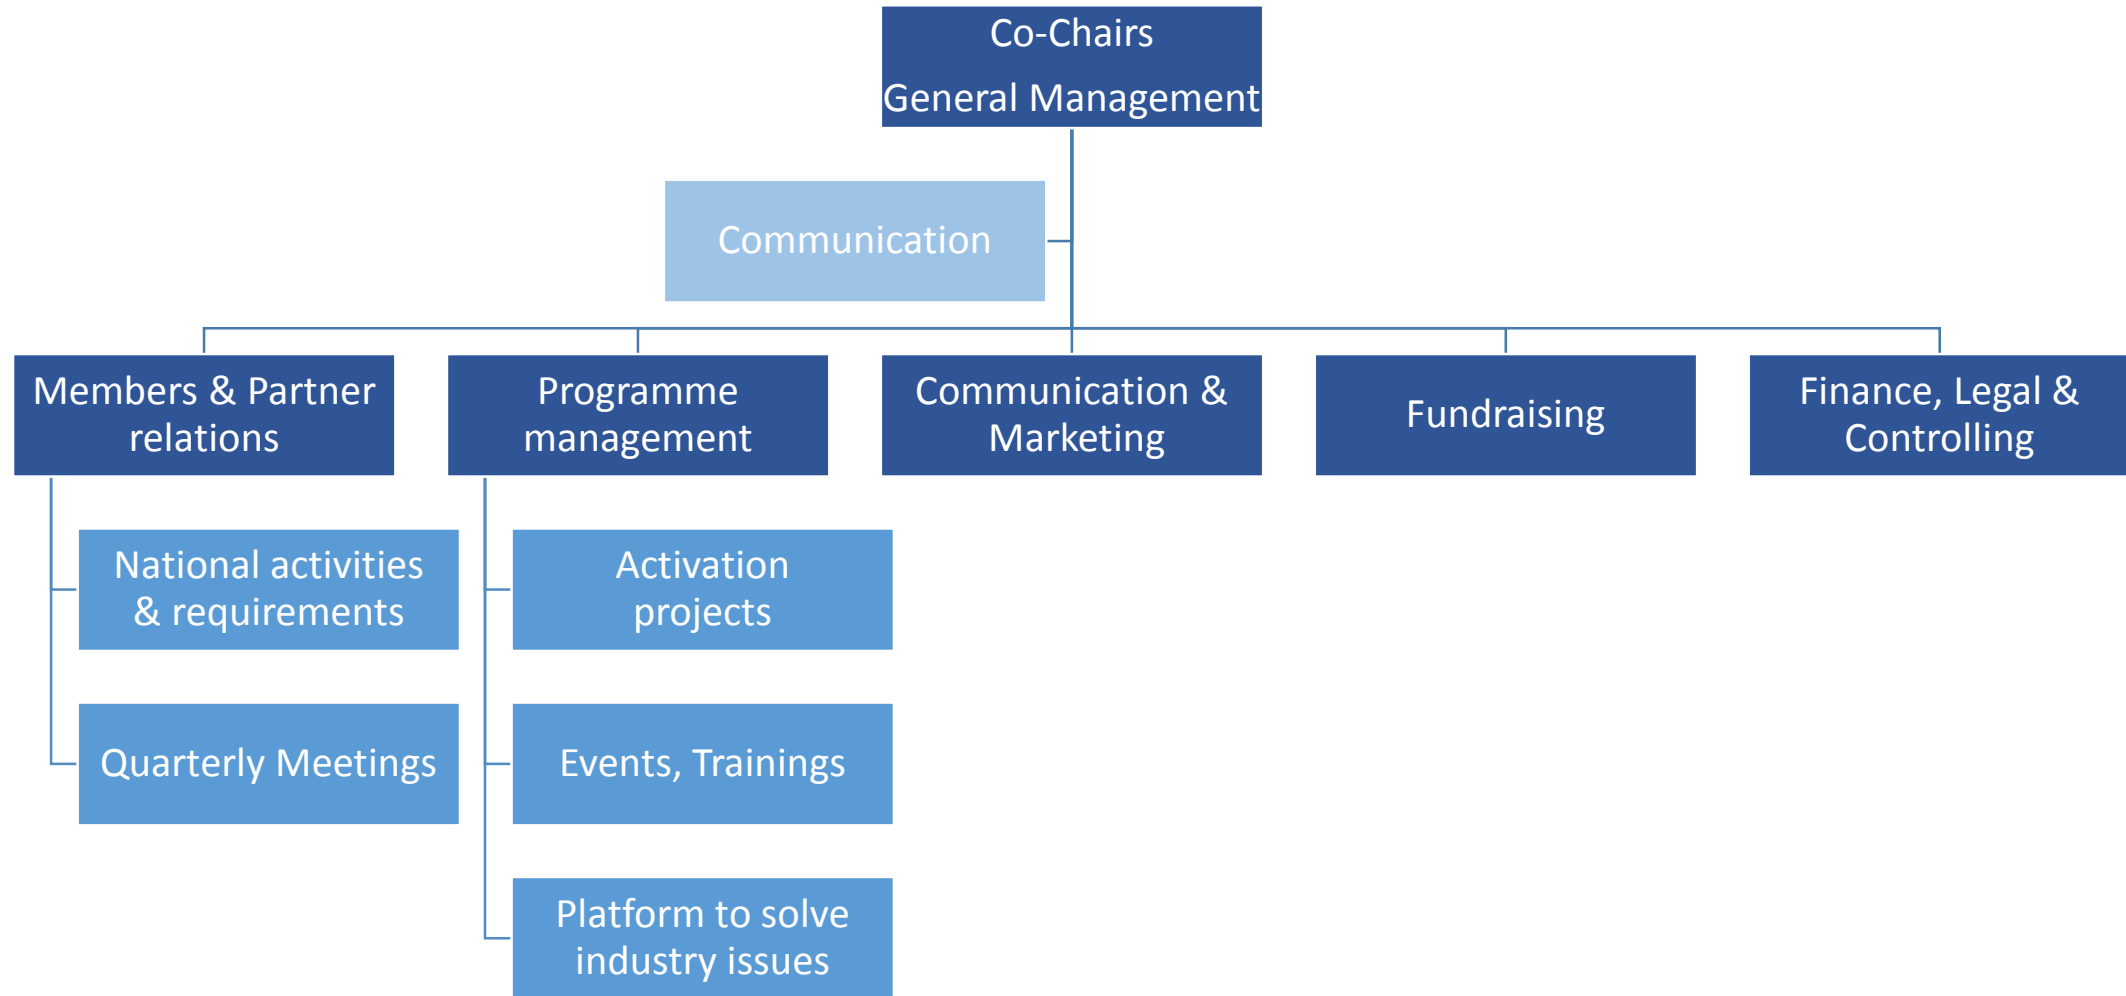 Co-Chairs
General Management
Communication
Members & Partner
relations
Programme
management
Communication &
Marketing
Fundraising
Finance, Legal &
Controlling
National activities
& requirements
Activation
projects
Quarterly Meetings
Events, Trainings
Platform to solve
industry issues